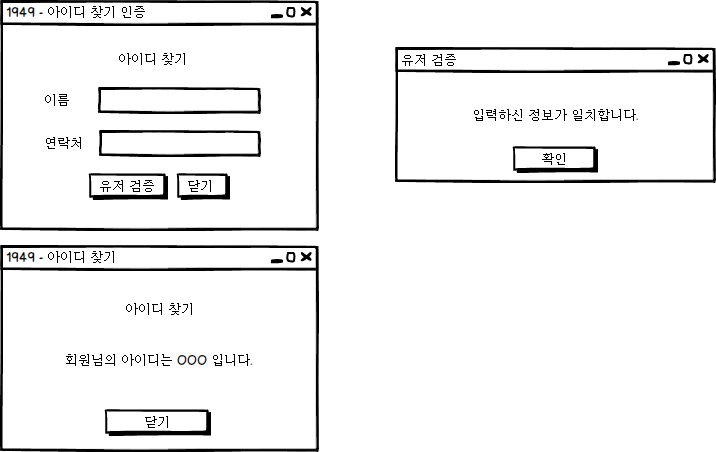 1949 - 아이디 찾기 인증
아이디 찾기
이름
연락처
유저 검증 닫기
유저 검증
입력하신 정보가 일치합니다.
확인
1949 - 아이디 찾기
아이디 찾기
회원님의 아이디는 OOO 입니다.
닫기